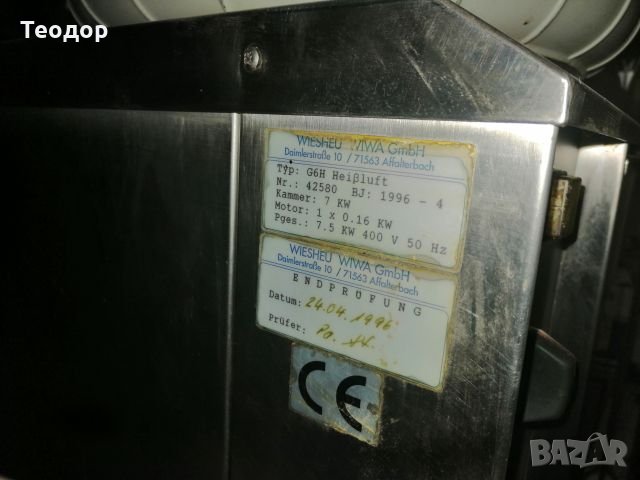 Теодор
WIESHEU WIWA GmbH
Daimlerstraße 10 / 71563 Affalterbach
Typ: G6H Heißluft
Nr.: 42580 BJ: 1996 - 4
Kammer: 7 KW
Motor: 1 x 0.16 KW
Pges.: 7.5 KW 400 V 50 Hz
WIESHEU WIWA GmbH
Daimlerstraße 10 / 71563 Affalterbach
ENDPRÜFUNG
Datum: 24.04.1996
Prüfer:
CE
BAZAR